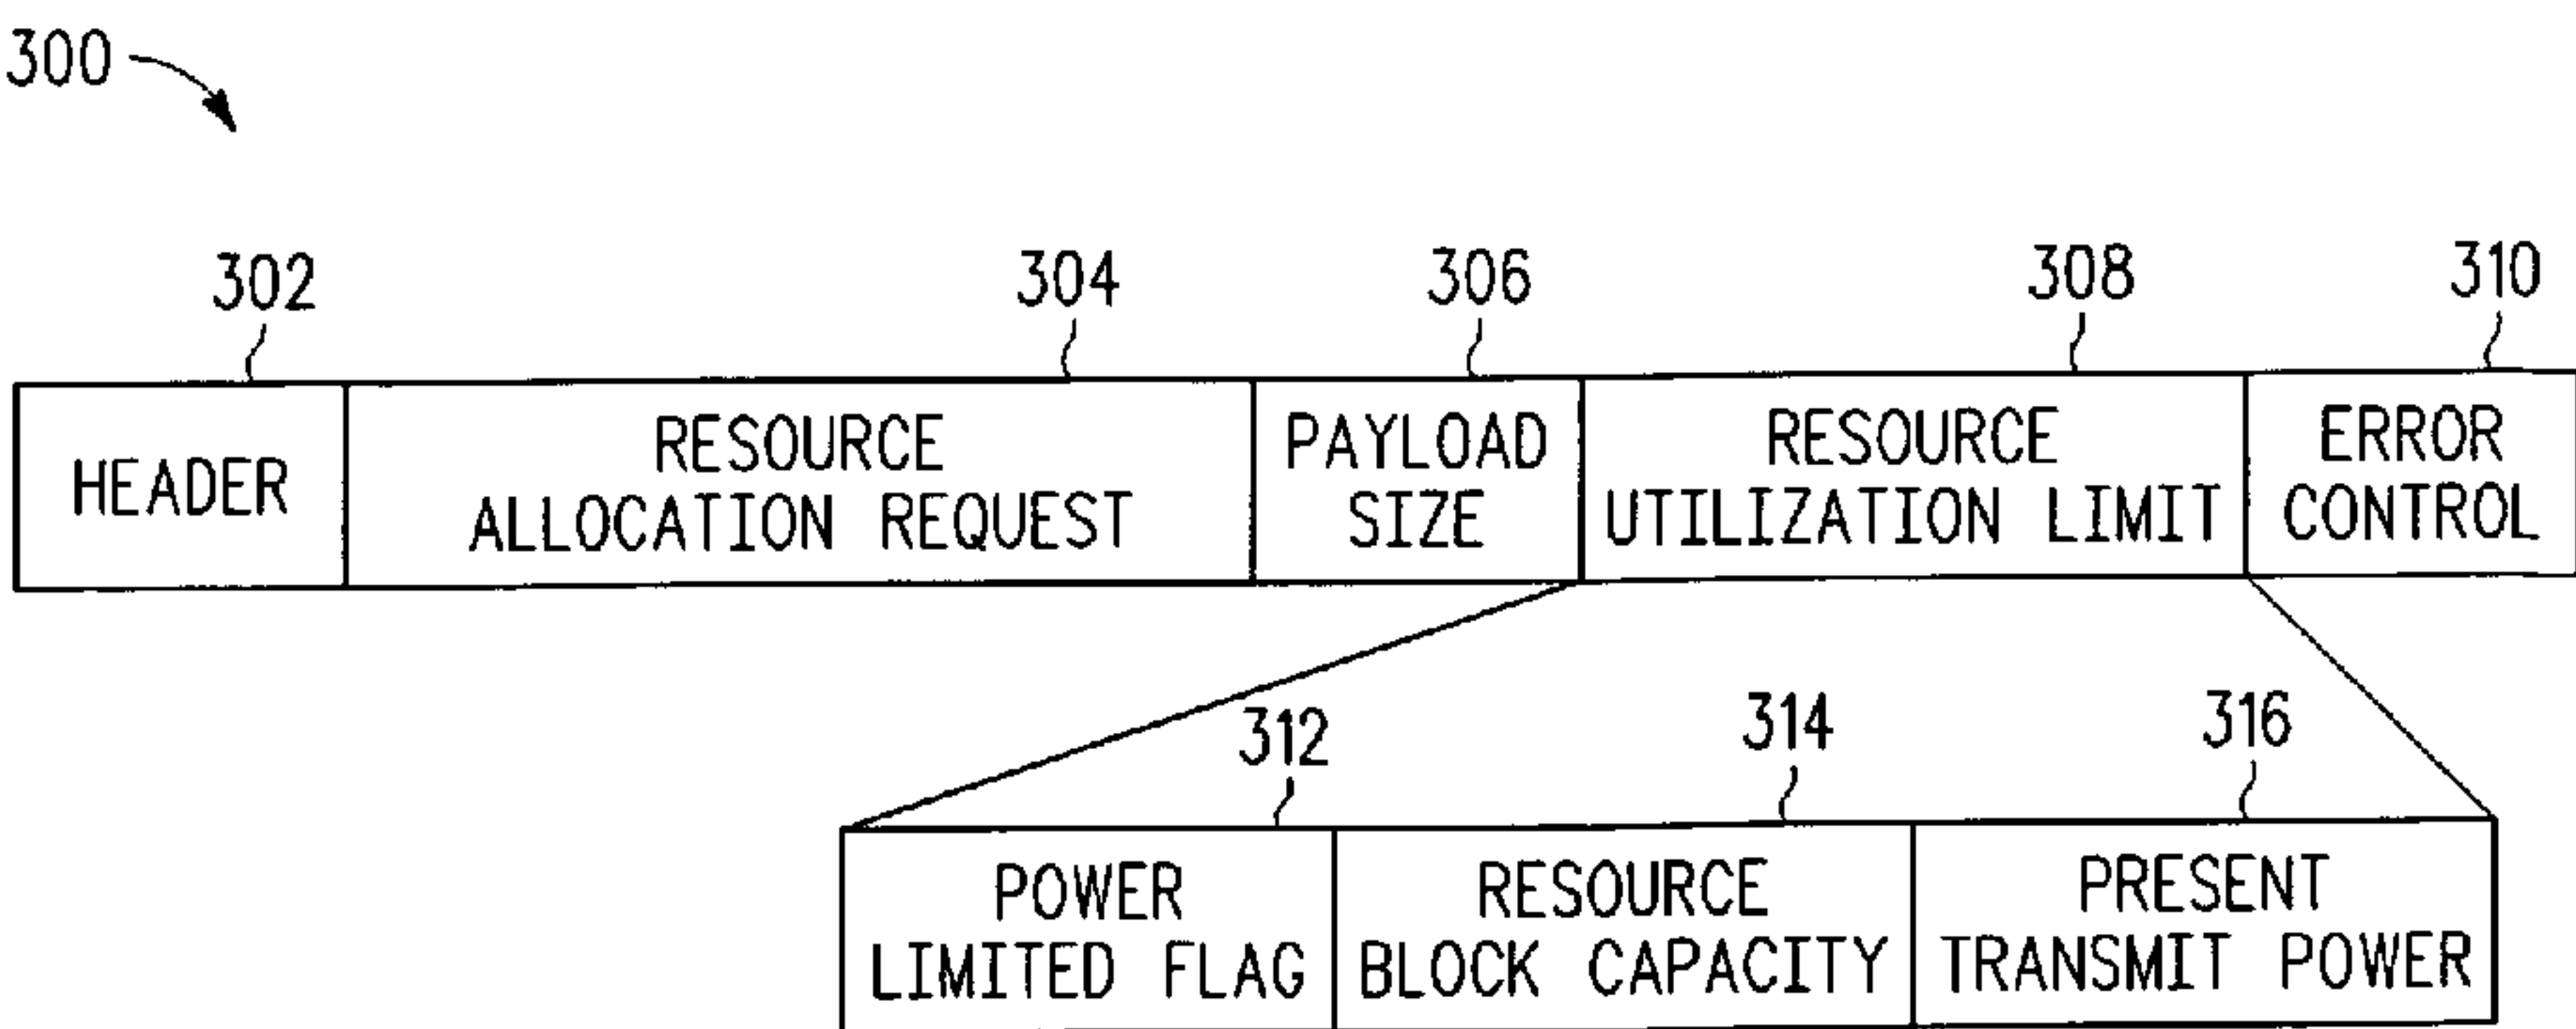 300
302
304
306
308
310
HEADER
RESOURCE
ALLOCATION REQUEST
PAYLOAD
SIZE
RESOURCE
UTILIZATION LIMIT
ERROR
CONTROL
312
314
316
POWER
LIMITED FLAG
RESOURCE
BLOCK CAPACITY
PRESENT
TRANSMIT POWER